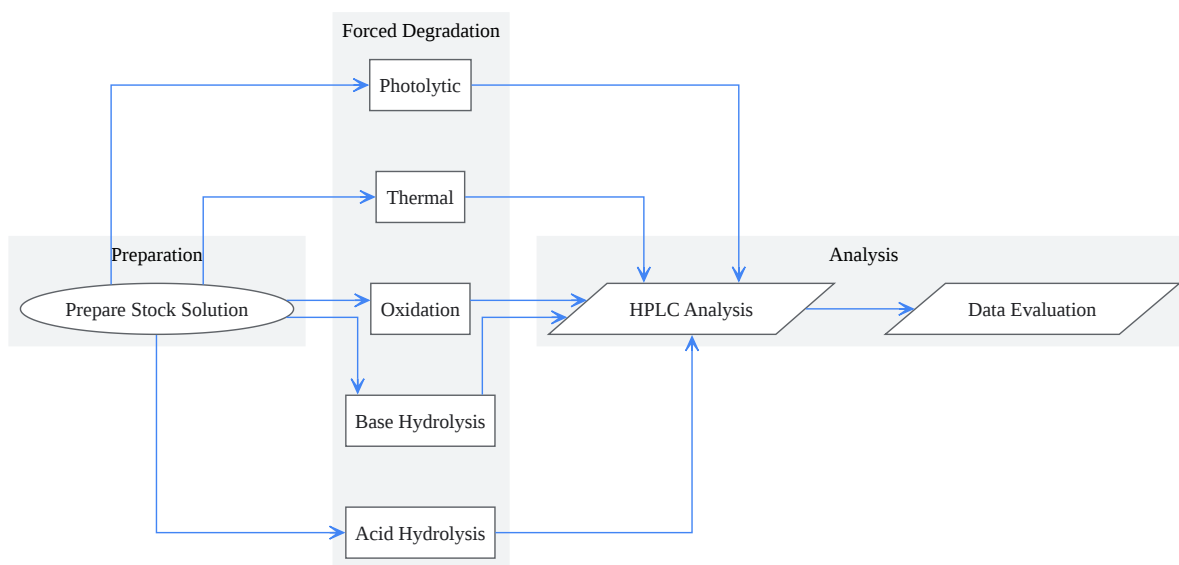 Forced Degradation
Photolytic
Thermal
Preparation
Analysis
Prepare Stock Solution
Oxidation
HPLC Analysis
Data Evaluation
Base Hydrolysis
Acid Hydrolysis